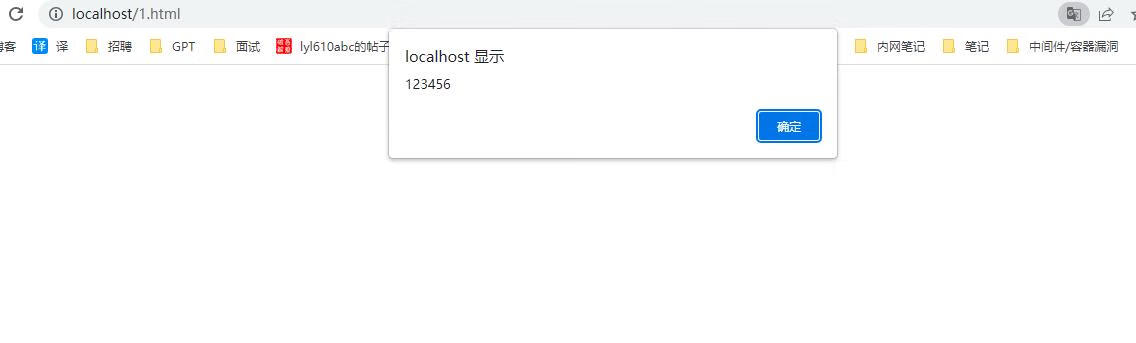 localhost/1.html
博客 译 译 招聘 GPT 面试 lyl610abc的帖子 内网笔记 笔记 中间件/容器漏洞
localhost 显示
123456
确定